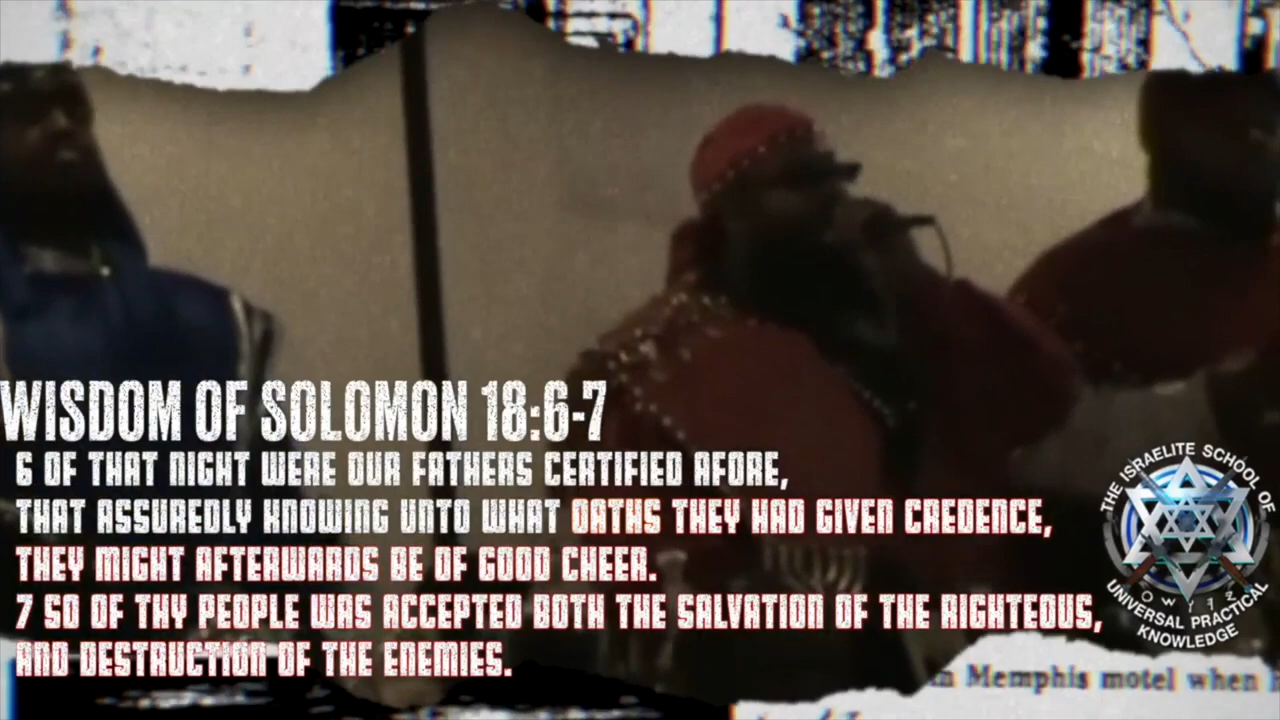 WISDOM OF SOLOMON 18:6-7
6 OF THAT NIGHT WERE OUR FATHERS CERTIFIED AFORE,
THAT ASSUREDLY KNOWING UNTO WHAT OATHS THEY HAD GIVEN CREDENCE,
THEY MIGHT AFTERWARDS BE OF GOOD CHEER.
7 SO OF THY PEOPLE WAS ACCEPTED BOTH THE SALVATION OF THE RIGHTEOUS,
AND DESTRUCTION OF THE ENEMIES.
THE ISRAELITE SCHOOL OF
UNIVERSAL PRACTICAL
KNOWLEDGE
in Memphis motel when